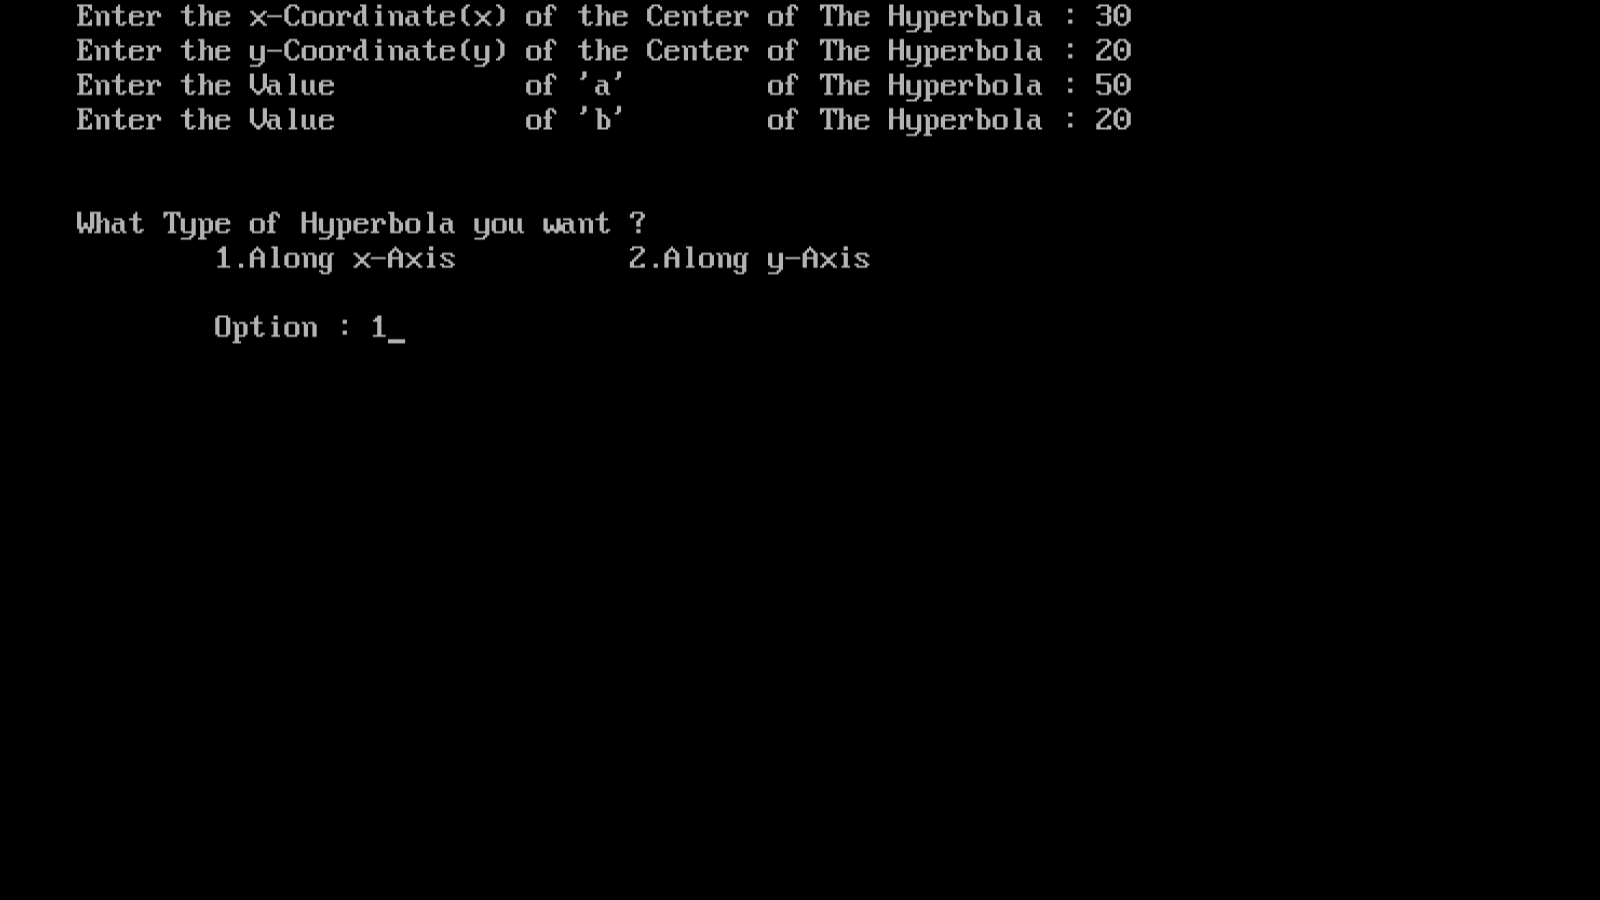 Enter the x-Coordinate(x) of the Center of The Hyperbola : 30
Enter the y-Coordinate(y) of the Center of The Hyperbola : 20
Enter the Value           of 'a'        of The Hyperbola : 50
Enter the Value           of 'b'        of The Hyperbola : 20
What Type of Hyperbola you want ?
1.Along x-Axis          2.Along y-Axis
Option : 1_